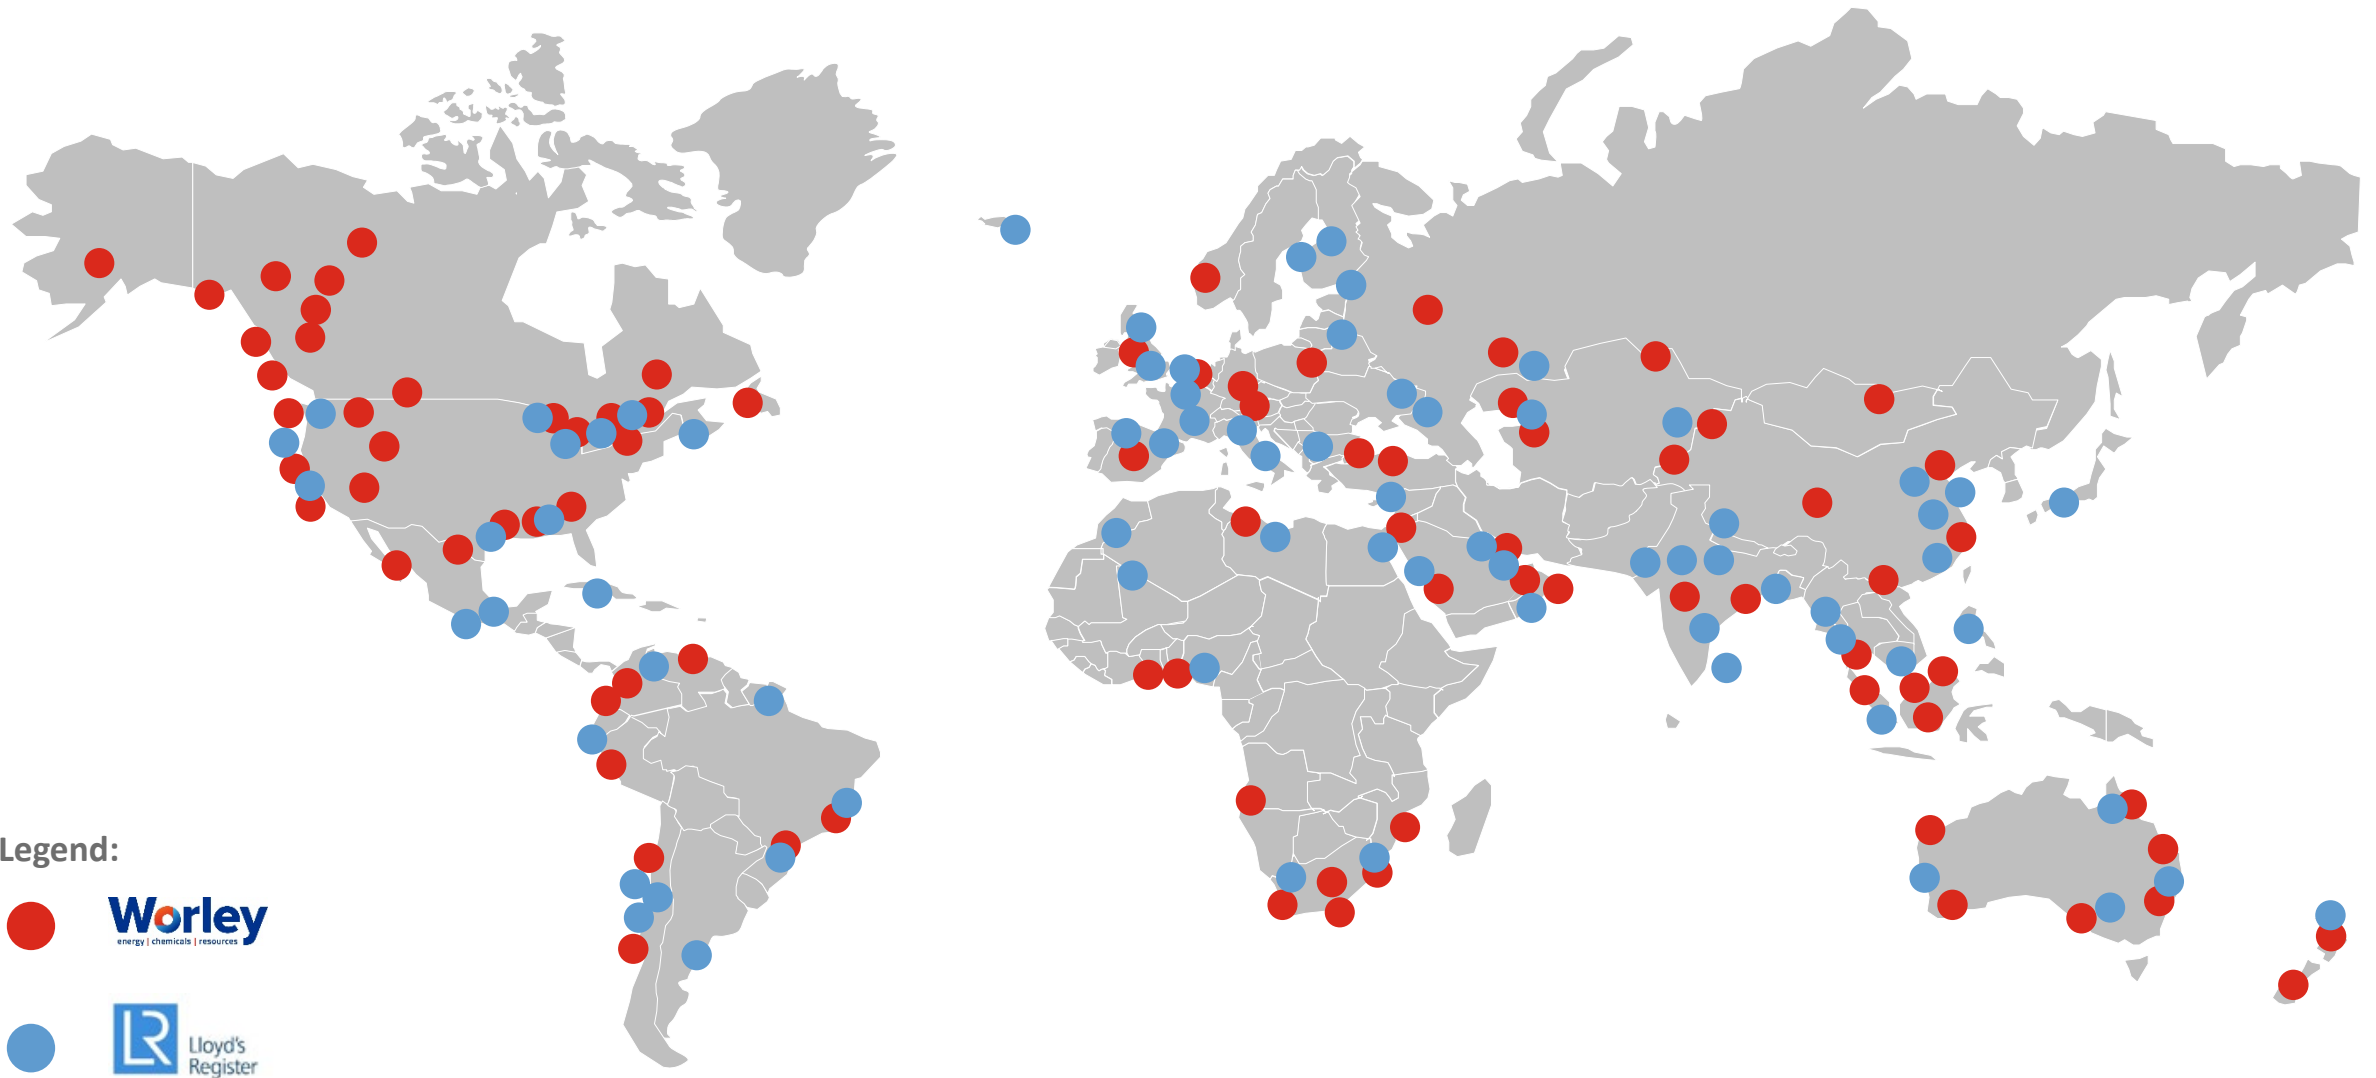 Legend:
Worley
energy | chemicals | resources
LR
Lloyd's
Register